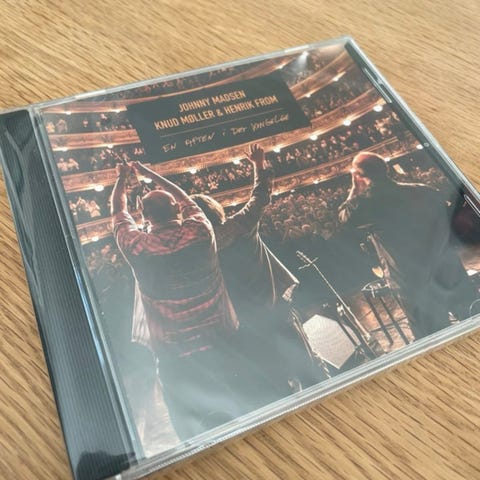 JOHNNY MADSEN
KNUD MØLLER & HENRIK FROM
EN AFTEN i DET KONGELIGE